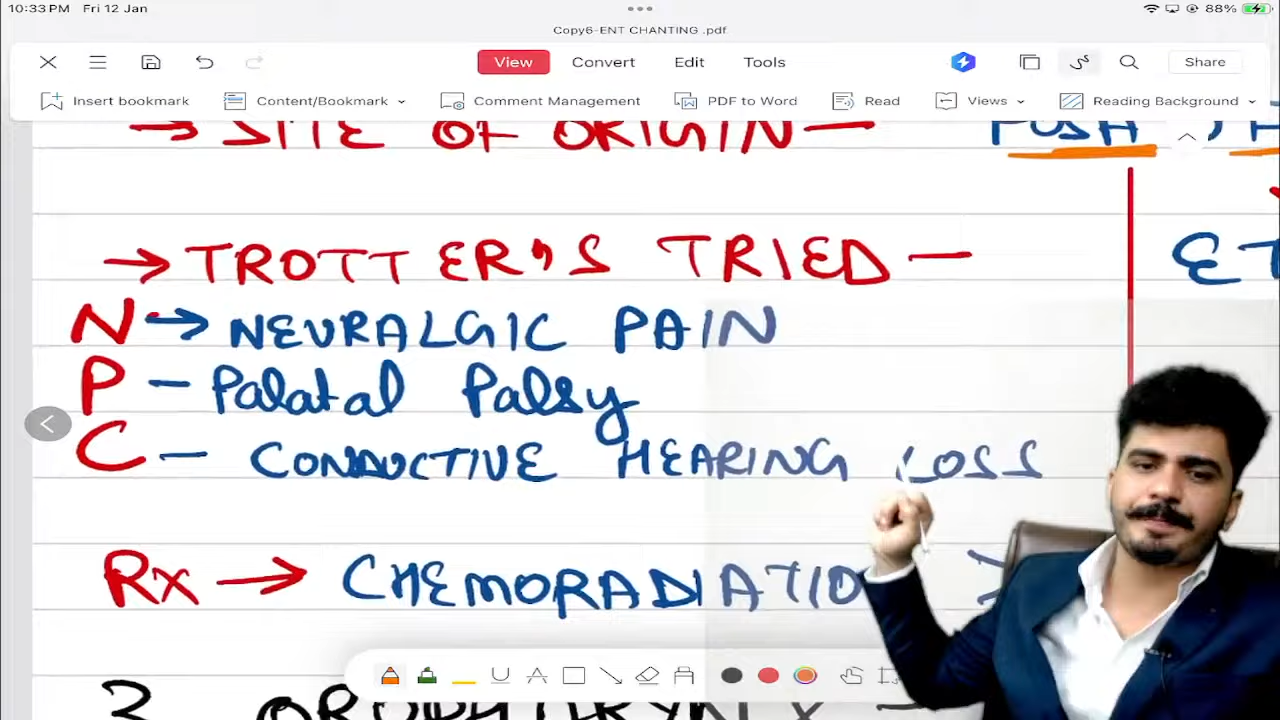 10:33 PM Fri 12 Jan
88%
Copy6-ENT CHANTING .pdf
View Convert Edit Tools
Share
Insert bookmark Content/Bookmark Comment Management PDF to Word Read Views Reading Background
→ SITE OF ORIGIN — PUSH
→ TROTTER'S TRIED —
N → NEURALGIC PAIN
P — Palatal Palsy
C — CONDUCTIVE HEARING LOSS
Rx → CHEMORADIATIO